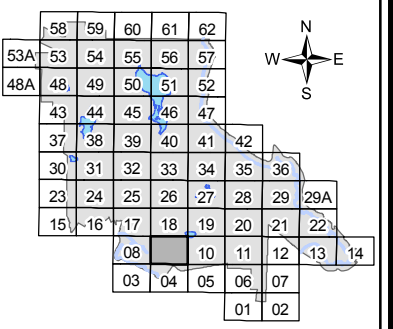 58 59 60 61 62
N
53A 53 54 55 56 57
W E
48A 48 49 50 51 52
S
43 44 45 46 47
37 38 39 40 41 42
30 31 32 33 34 35 36
23 24 25 26 27 28 29 29A
15 16 17 18 19 20 21 22
08 10 11 12 13 14
03 04 05 06 07
01 02